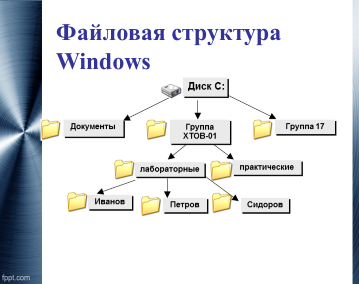 Файловая структура
Windows
Диск C:
Документы
Группа
ХТОВ-01
Группа 17
лабораторные
практические
Иванов
Петров
Сидоров
fppt.com